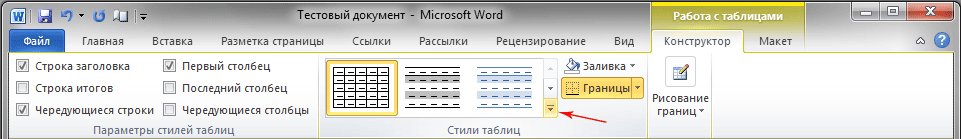 Тестовый документ - Microsoft Word
Работа с таблицами
Файл Главная Вставка Разметка страницы Ссылки Рассылки Рецензирование Вид Конструктор Макет
Строка заголовка Первый столбец
Строка итогов Последний столбец
Чередующиеся строки Чередующиеся столбцы
Параметры стилей таблиц
Заливка
Границы
Стили таблиц
Рисование
границ